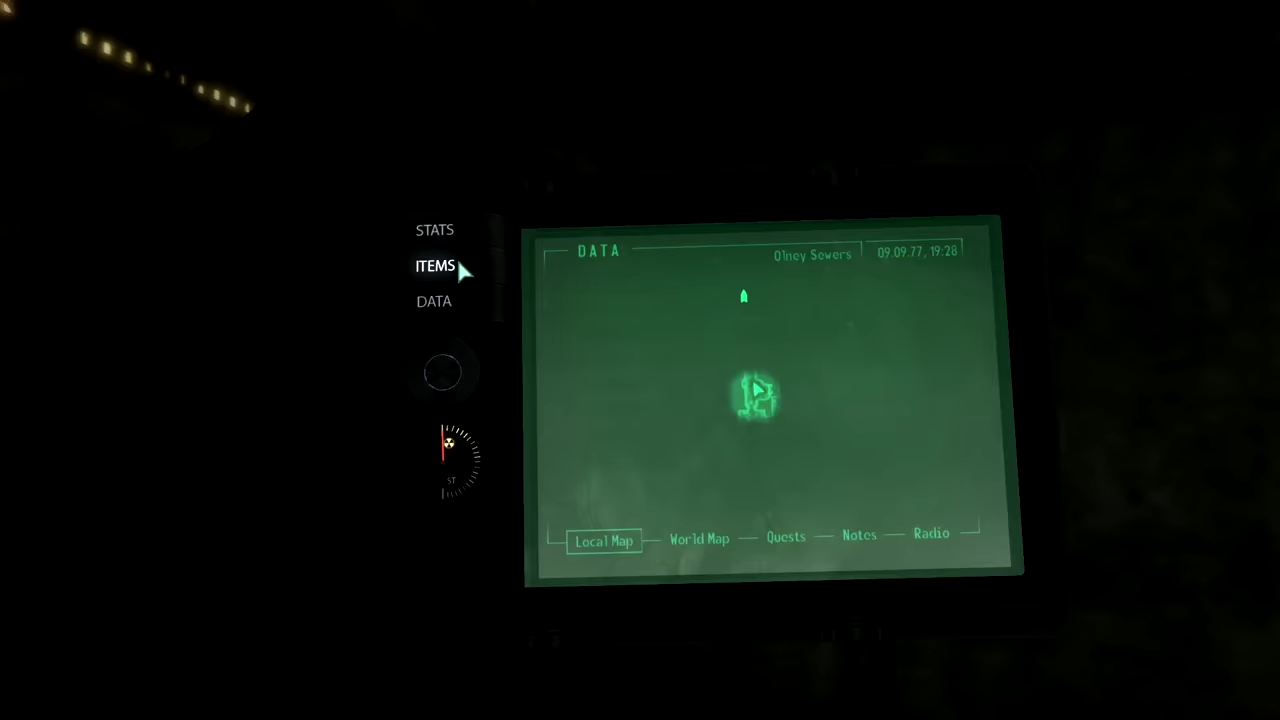 STATS
ITEMS
DATA
DATA
Olney Sewers
09.09.77, 19:28
Local Map
World Map
Quests
Notes
Radio